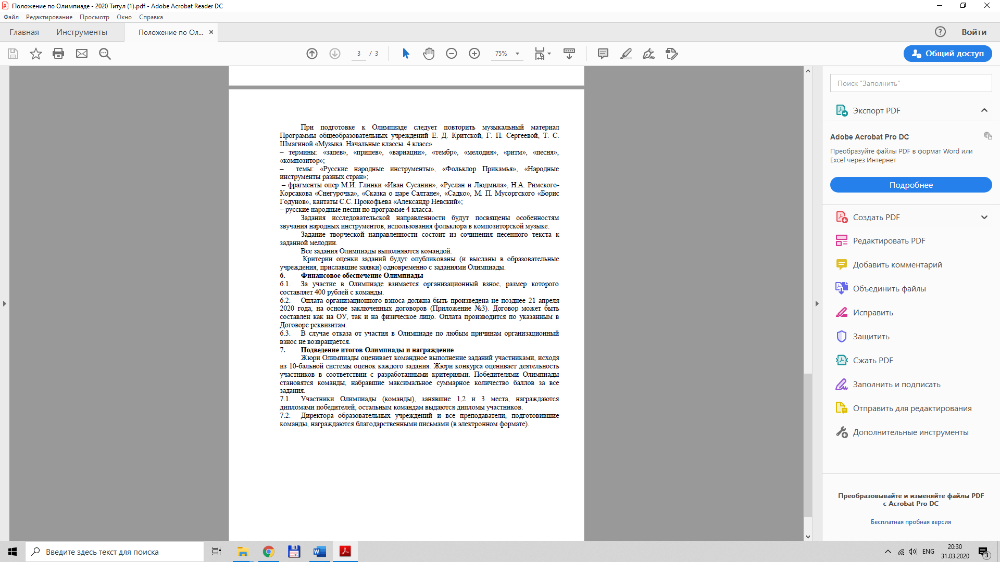 Положение по Олимпиаде - 2020 Титул (1).pdf - Adobe Acrobat Reader DC
Файл Редактирование Просмотр Окно Справка
Главная Инструменты Положение по Ол... × ? Войти
3 / 3 75% Общий доступ
При подготовке к Олимпиаде следует повторить музыкальный материал
Программы общеобразовательных учреждений Е. Д. Критской, Г. П. Сергеевой, Т. С.
Шмагиной «Музыка. Начальные классы. 4 класс»
– термины: «запев», «припев», «вариации», «тембр», «мелодия», «ритм», «песня»,
«композитор»;
– темы: «Русские народные инструменты», «Фольклор Прикамья», «Народные
инструменты разных стран»;
– фрагменты опер М.И. Глинки «Иван Сусанин», «Руслан и Людмила», Н.А. Римского-
Корсакова «Снегурочка», «Сказка о царе Салтане», «Садко», М. П. Мусоргского «Борис
Годунов», кантаты С.С. Прокофьева «Александр Невский»;
– русские народные песни по программе 4 класса.
Задания исследовательской направленности будут посвящены особенностям
звучания народных инструментов, использования фольклора в композиторской музыке.
Задание творческой направленности состоит из сочинения песенного текста к
заданной мелодии.
Все задания Олимпиады выполняются командой.
Критерии оценки заданий будут опубликованы (и высланы в образовательные
учреждения, приславшие заявки) одновременно с заданиями Олимпиады.
6. Финансовое обеспечение Олимпиады
6.1. За участие в Олимпиаде взимается организационный взнос, размер которого
составляет 400 рублей с команды.
6.2. Оплата организационного взноса должна быть произведена не позднее 21 апреля
2020 года, на основе заключенных договоров (Приложение №3). Договор может быть
составлен как на ОУ, так и на физическое лицо. Оплата производится по указанным в
Договоре реквизитам.
6.3. В случае отказа от участия в Олимпиаде по любым причинам организационный
взнос не возвращается.
7. Подведение итогов Олимпиады и награждение
Жюри Олимпиады оценивает командное выполнение заданий участниками, исходя
из 10-бальной системы оценок каждого задания. Жюри конкурса оценивает деятельность
участников в соответствии с разработанными критериями. Победителями Олимпиады
становятся команды, набравшие максимальное суммарное количество баллов за все
задания.
7.1. Участники Олимпиады (команды), занявшие 1,2 и 3 места, награждаются
дипломами победителей, остальным командам выдаются дипломы участников.
7.2. Директора образовательных учреждений и все преподаватели, подготовившие
команды, награждаются благодарственными письмами (в электронном формате).
Поиск "Заполнить"
Экспорт PDF
Adobe Acrobat Pro DC
Преобразуйте файлы PDF в формат Word или
Excel через Интернет
Подробнее
Создать PDF
Редактировать PDF
Добавить комментарий
Объединить файлы
Исправить
Защитить
Сжать PDF
Заполнить и подписать
Отправить для редактирования
Дополнительные инструменты
Преобразовывайте и изменяйте файлы PDF
с Acrobat Pro DC
Бесплатная пробная версия
Введите здесь текст для поиска
ENG
20:30
31.03.2020
3